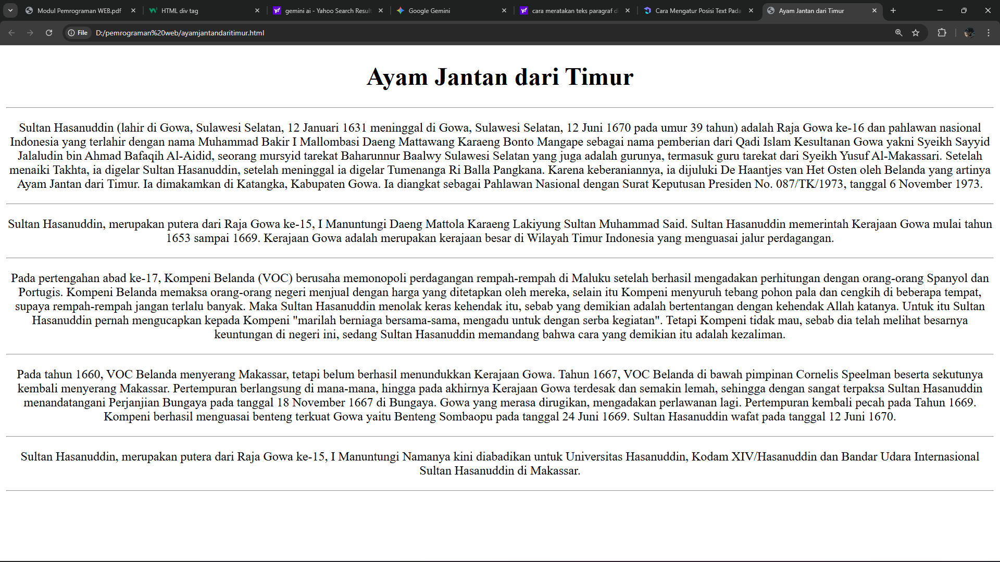 Modul Pemrograman WEB.pdf
HTML div tag
gemini ai - Yahoo Search Result
Google Gemini
cara meratakan teks paragraf d
Cara Mengatur Posisi Text Pada
Ayam Jantan dari Timur
File
D:/pemrograman%20web/ayamjantandaritimur.html
Ayam Jantan dari Timur
Sultan Hasanuddin (lahir di Gowa, Sulawesi Selatan, 12 Januari 1631 meninggal di Gowa, Sulawesi Selatan, 12 Juni 1670 pada umur 39 tahun) adalah Raja Gowa ke-16 dan pahlawan nasional
Indonesia yang terlahir dengan nama Muhammad Bakir I Mallombasi Daeng Mattawang Karaeng Bonto Mangape sebagai nama pemberian dari Qadi Islam Kesultanan Gowa yakni Syeikh Sayyid
Jalaludin bin Ahmad Bafaqih Al-Aidid, seorang mursyid tarekat Baharunnur Baalwy Sulawesi Selatan yang juga adalah gurunya, termasuk guru tarekat dari Syeikh Yusuf Al-Makassari. Setelah
menaiki Takhta, ia digelar Sultan Hasanuddin, setelah meninggal ia digelar Tumenanga Ri Balla Pangkana. Karena keberaniannya, ia dijuluki De Haantjes van Het Osten oleh Belanda yang artinya
Ayam Jantan dari Timur. Ia dimakamkan di Katangka, Kabupaten Gowa. Ia diangkat sebagai Pahlawan Nasional dengan Surat Keputusan Presiden No. 087/TK/1973, tanggal 6 November 1973.
Sultan Hasanuddin, merupakan putera dari Raja Gowa ke-15, I Manuntungi Daeng Mattola Karaeng Lakiyung Sultan Muhammad Said. Sultan Hasanuddin memerintah Kerajaan Gowa mulai tahun
1653 sampai 1669. Kerajaan Gowa adalah merupakan kerajaan besar di Wilayah Timur Indonesia yang menguasai jalur perdagangan.
Pada pertengahan abad ke-17, Kompeni Belanda (VOC) berusaha memonopoli perdagangan rempah-rempah di Maluku setelah berhasil mengadakan perhitungan dengan orang-orang Spanyol dan
Portugis. Kompeni Belanda memaksa orang-orang negeri menjual dengan harga yang ditetapkan oleh mereka, selain itu Kompeni menyuruh tebang pohon pala dan cengkih di beberapa tempat,
supaya rempah-rempah jangan terlalu banyak. Maka Sultan Hasanuddin menolak keras kehendak itu, sebab yang demikian adalah bertentangan dengan kehendak Allah katanya. Untuk itu Sultan
Hasanuddin pernah mengucapkan kepada Kompeni "marilah berniaga bersama-sama, mengadu untuk dengan serba kegiatan". Tetapi Kompeni tidak mau, sebab dia telah melihat besarnya
keuntungan di negeri ini, sedang Sultan Hasanuddin memandang bahwa cara yang demikian itu adalah kezaliman.
Pada tahun 1660, VOC Belanda menyerang Makassar, tetapi belum berhasil menundukkan Kerajaan Gowa. Tahun 1667, VOC Belanda di bawah pimpinan Cornelis Speelman beserta sekutunya
kembali menyerang Makassar. Pertempuran berlangsung di mana-mana, hingga pada akhirnya Kerajaan Gowa terdesak dan semakin lemah, sehingga dengan sangat terpaksa Sultan Hasanuddin
menandatangani Perjanjian Bungaya pada tanggal 18 November 1667 di Bungaya. Gowa yang merasa dirugikan, mengadakan perlawanan lagi. Pertempuran kembali pecah pada Tahun 1669.
Kompeni berhasil menguasai benteng terkuat Gowa yaitu Benteng Sombaopu pada tanggal 24 Juni 1669. Sultan Hasanuddin wafat pada tanggal 12 Juni 1670.
Sultan Hasanuddin, merupakan putera dari Raja Gowa ke-15, I Manuntungi Namanya kini diabadikan untuk Universitas Hasanuddin, Kodam XIV/Hasanuddin dan Bandar Udara Internasional
Sultan Hasanuddin di Makassar.